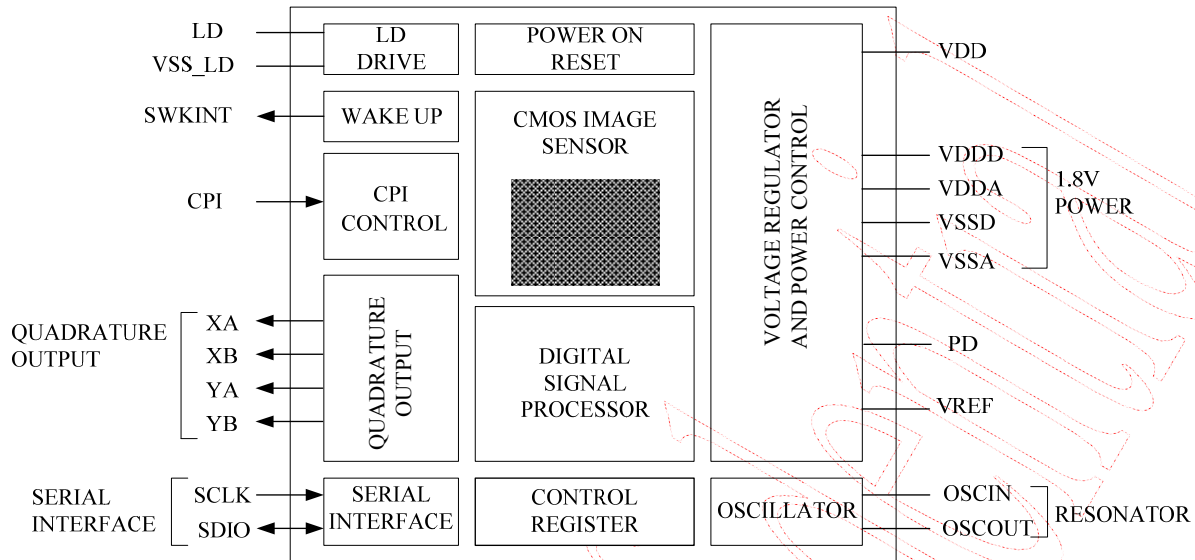 LD
VSS_LD
SWKINT
CPI
QUADRATURE
OUTPUT
XA
XB
YA
YB
SERIAL
INTERFACE
SCLK
SDIO
LD
DRIVE
WAKE UP
CPI
CONTROL
QUADRATURE
OUTPUT
SERIAL
INTERFACE
POWER ON
RESET
CMOS IMAGE
SENSOR
DIGITAL
SIGNAL
PROCESSOR
CONTROL
REGISTER
VOLTAGE REGULATOR
AND POWER CONTROL
OSCILLATOR
VDD
VDDD
VDDA
VSSD
VSSA
1.8V
POWER
PD
VREF
OSCIN
OSCOUT
RESONATOR